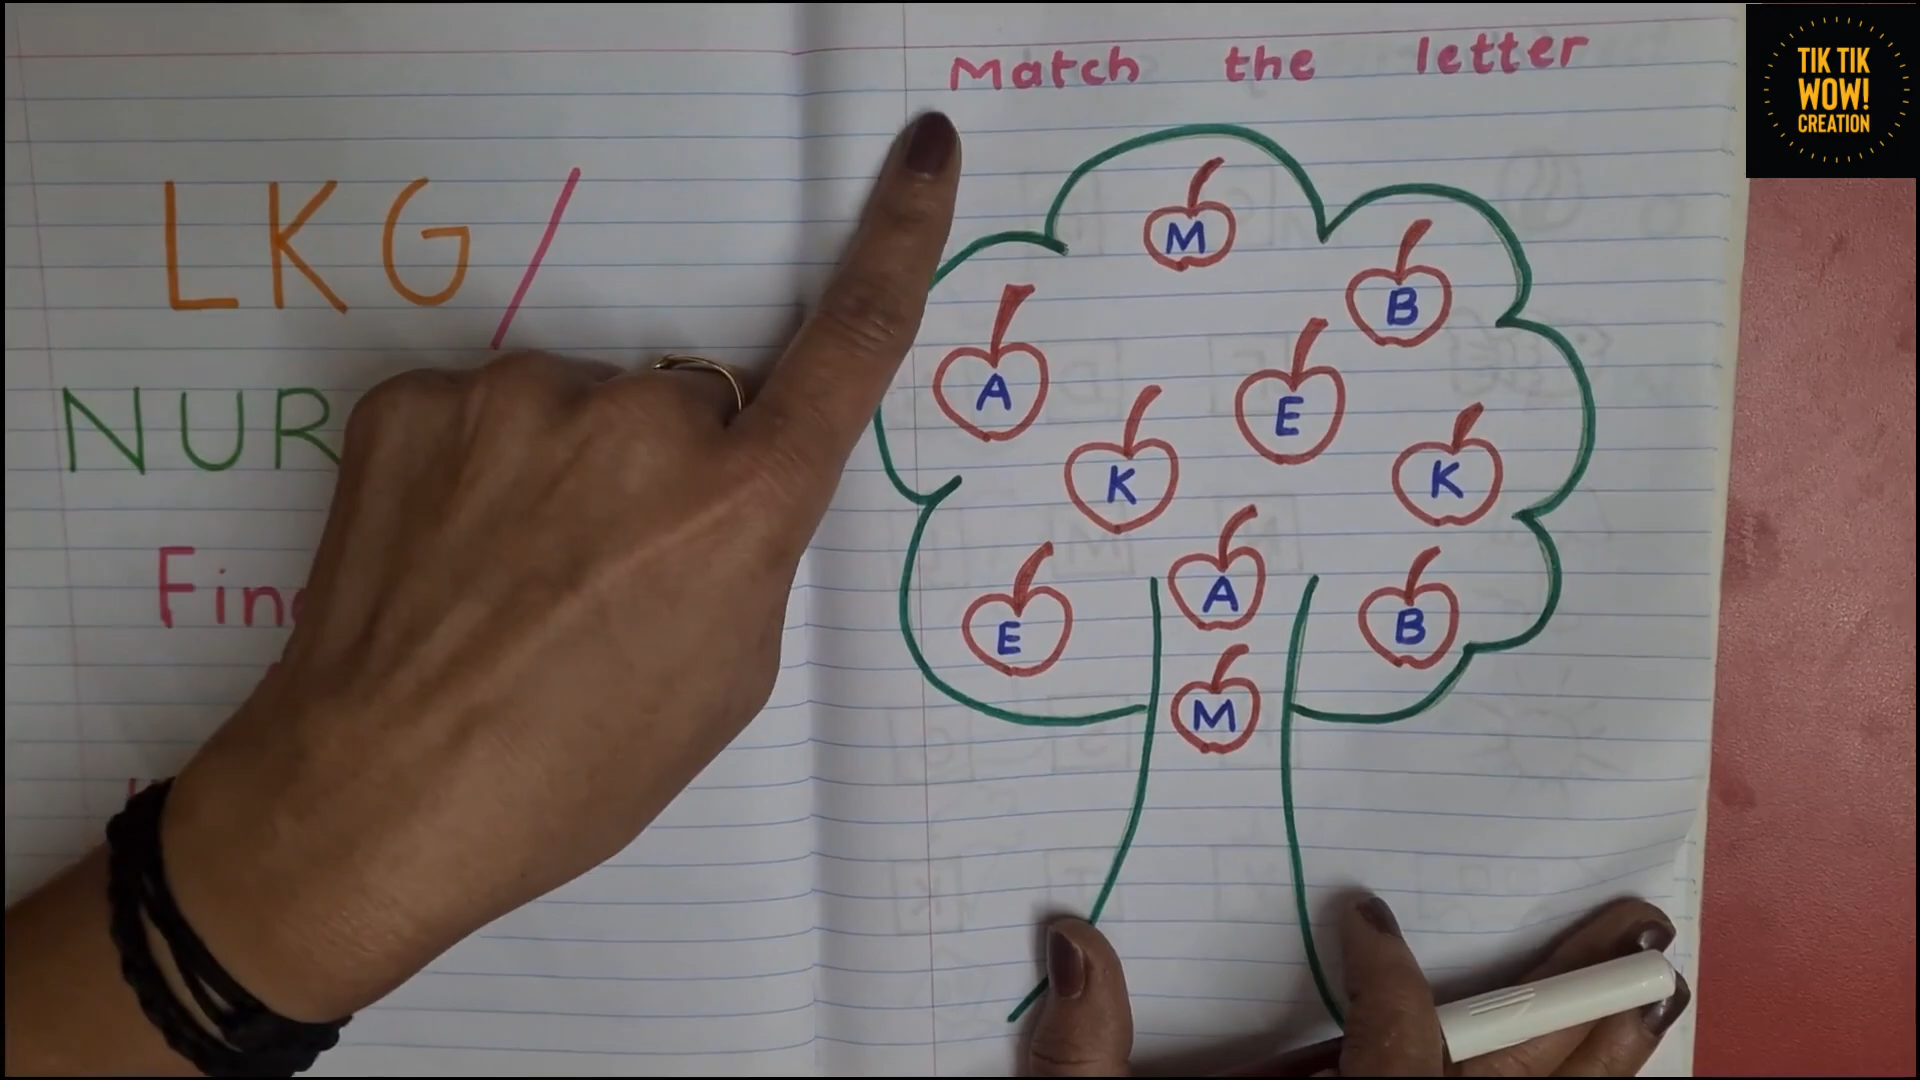 LKG/
NUR
Fin
Match the letter
M
B
A
E
K
K
A
E
B
M
TIK TIK
WOW!
CREATION